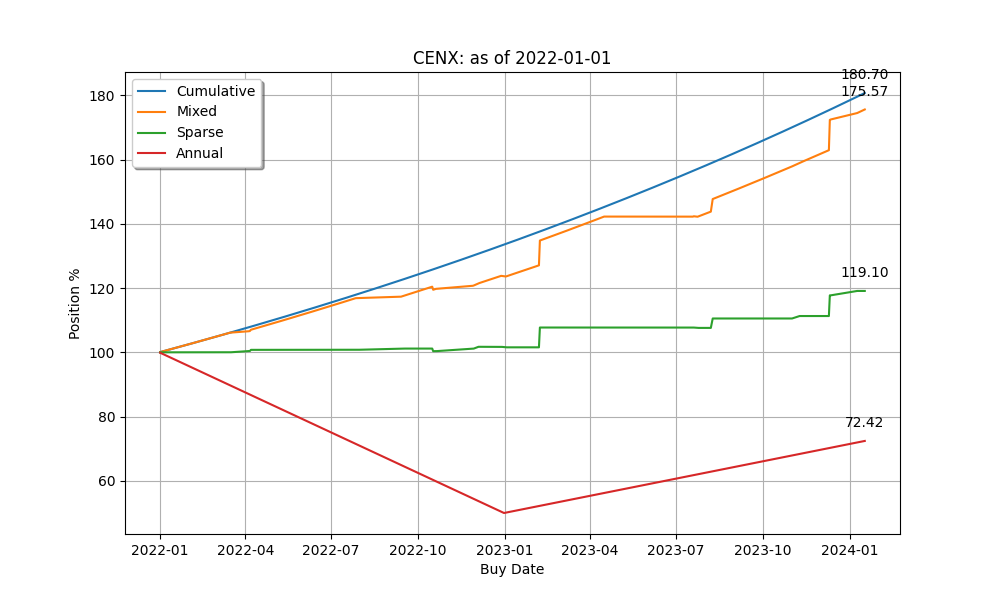 CENX: as of 2022-01-01
180.70
175.57
119.10
72.42
Cumulative
Mixed
Sparse
Annual
Position %
180
160
140
120
100
80
60
2022-01 2022-04 2022-07 2022-10 2023-01 2023-04 2023-07 2023-10 2024-01
Buy Date